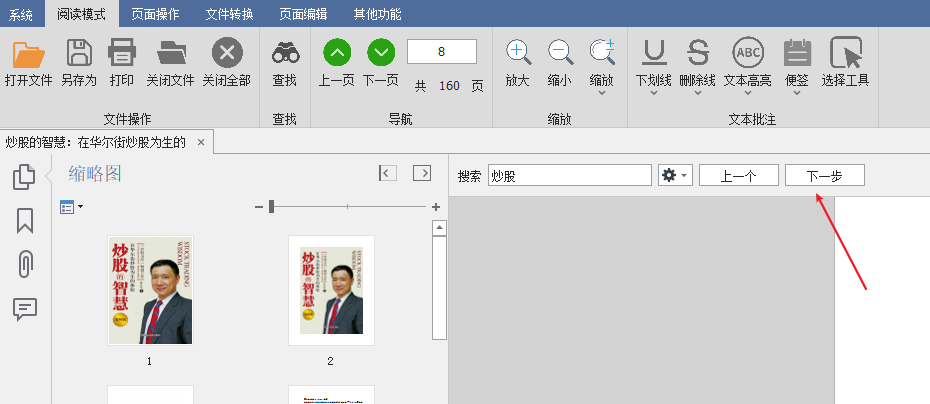 系统 阅读模式 页面操作 文件转换 页面编辑 其他功能
8
ABC
打开文件 另存为 打印 关闭文件 关闭全部 查找 上一页 下一页 共 160 页 放大 缩小 缩放 下划线 删除线 文本高亮 便签 选择工具
文件操作 查找 导航 缩放 文本批注
炒股的智慧：在华尔街炒股为生的 ×
缩略图
搜索 炒股 上一个 下一步
炒股的智慧
STOCK TRADING WISDOM
炒股的智慧
STOCK TRADING WISDOM
1 2